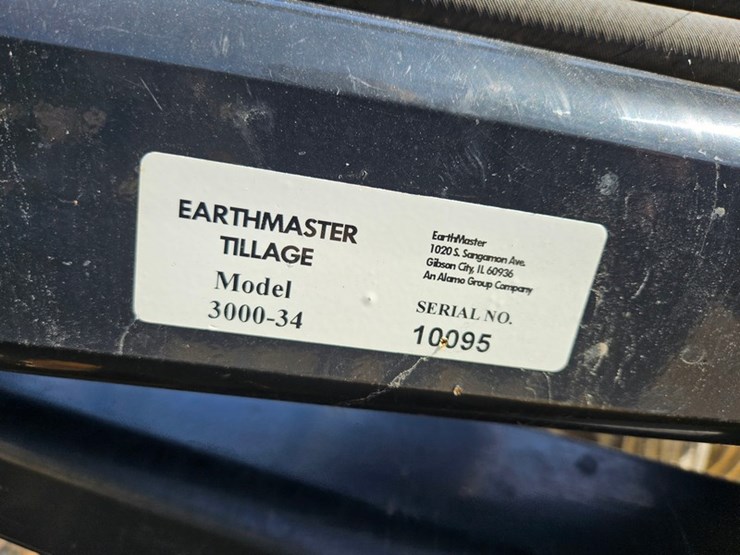 EARTHMASTER
TILLAGE
Model
3000-34
EarthMaster
1020 S. Sangamon Ave.
Gibson City, IL 60936
An Alamo Group Company
SERIAL NO.
10095